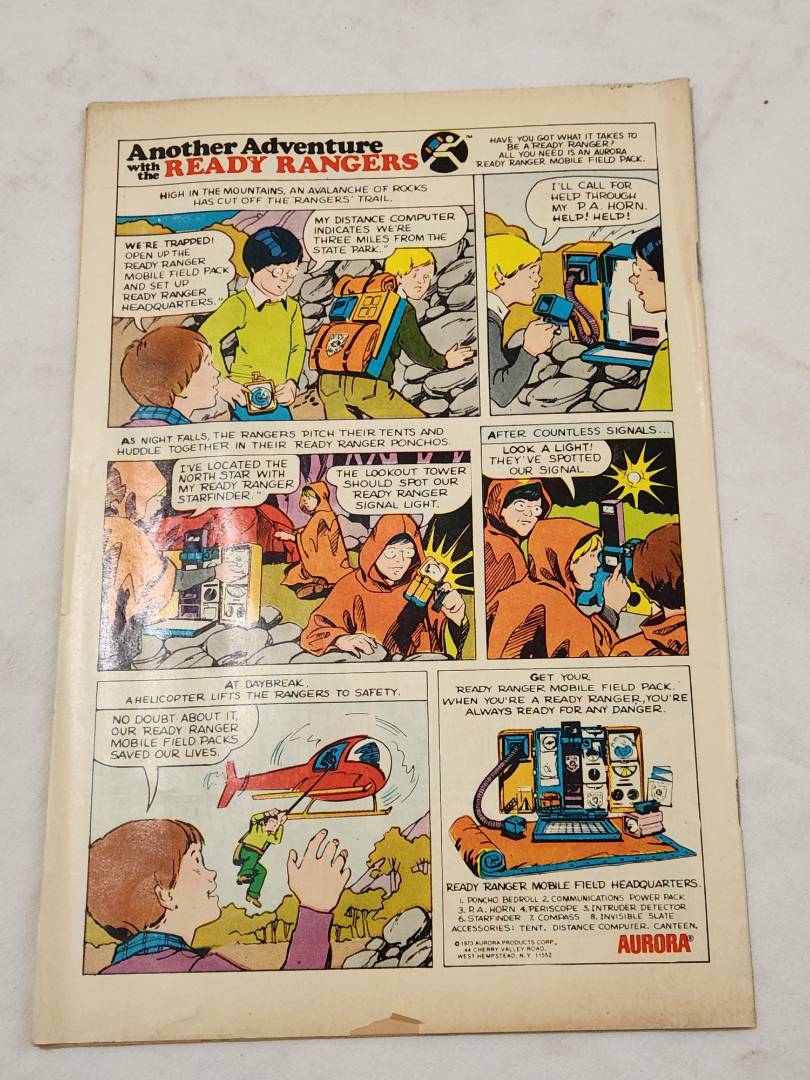 Another Adventure
with the READY RANGERS
™
HAVE YOU GOT WHAT IT TAKES TO
BE A READY RANGER?
ALL YOU NEED IS AN AURORA
READY RANGER MOBILE FIELD PACK.
HIGH IN THE MOUNTAINS, AN AVALANCHE OF ROCKS
HAS CUT OFF THE RANGERS' TRAIL.
WE'RE TRAPPED!
OPEN UP THE
READY RANGER
MOBILE FIELD PACK
AND SET UP
READY RANGER
HEADQUARTERS."
MY DISTANCE COMPUTER
INDICATES WE'RE
THREE MILES FROM THE
STATE PARK."
I'LL CALL FOR
HELP THROUGH
MY P.A. HORN.
HELP! HELP!
AS NIGHT FALLS, THE RANGERS PITCH THEIR TENTS AND
HUDDLE TOGETHER IN THEIR READY RANGER PONCHOS.
I'VE LOCATED THE
NORTH STAR WITH
MY READY RANGER
STARFINDER."
THE LOOKOUT TOWER
SHOULD SPOT OUR
READY RANGER
SIGNAL LIGHT.
AFTER COUNTLESS SIGNALS...
LOOK A LIGHT!
THEY'VE SPOTTED
OUR SIGNAL.
AT DAYBREAK,
A HELICOPTER LIFTS THE RANGERS TO SAFETY.
NO DOUBT ABOUT IT,
OUR READY RANGER
MOBILE FIELD PACKS
SAVED OUR LIVES.
GET YOUR
READY RANGER MOBILE FIELD PACK.
WHEN YOU'RE A READY RANGER, YOU'RE
ALWAYS READY FOR ANY DANGER.
READY RANGER MOBILE FIELD HEADQUARTERS.
1. PONCHO BEDROLL 2. COMMUNICATIONS POWER PACK
3. P.A. HORN 4. PERISCOPE 5. INTRUDER DETECTOR
6. STARFINDER 7. COMPASS 8. INVISIBLE SLATE
ACCESSORIES: TENT, DISTANCE COMPUTER, CANTEEN.
© 1973 AURORA PRODUCTS CORP.,
44 CHERRY VALLEY ROAD,
WEST HEMPSTEAD, N.Y. 11552
AURORA®